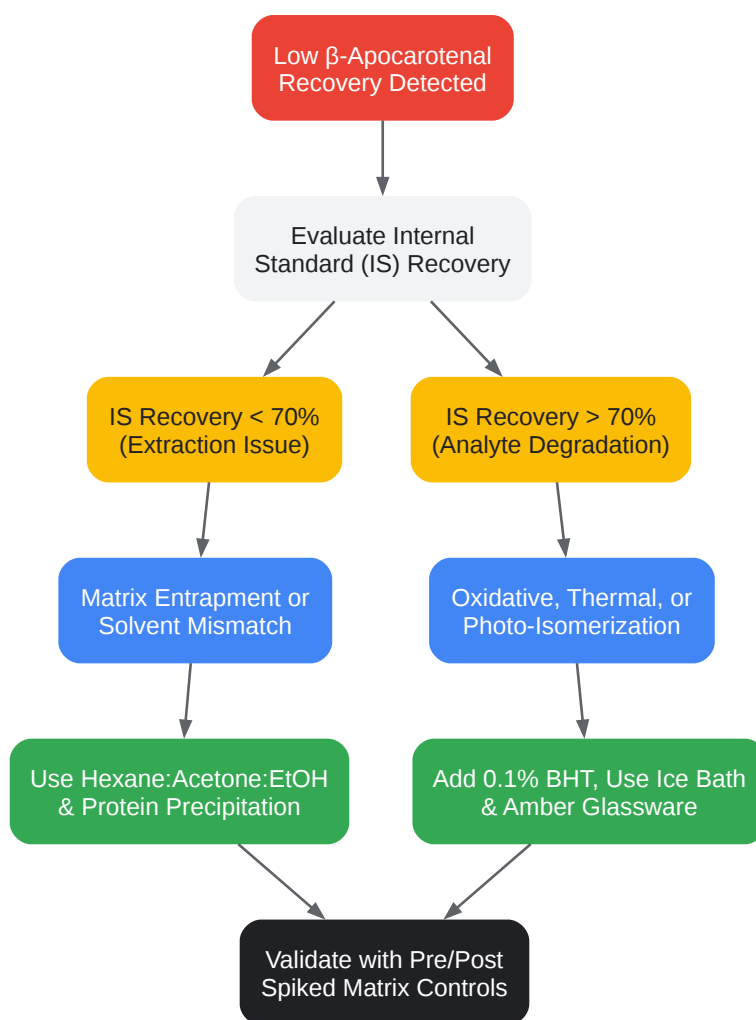 Low β-Apocarotenal
Recovery Detected
Evaluate Internal
Standard (IS) Recovery
IS Recovery < 70%
(Extraction Issue)
IS Recovery > 70%
(Analyte Degradation)
Matrix Entrapment or
Solvent Mismatch
Oxidative, Thermal, or
Photo-Isomerization
Use Hexane:Acetone:EtOH
& Protein Precipitation
Add 0.1% BHT, Use Ice Bath
& Amber Glassware
Validate with Pre/Post
Spiked Matrix Controls